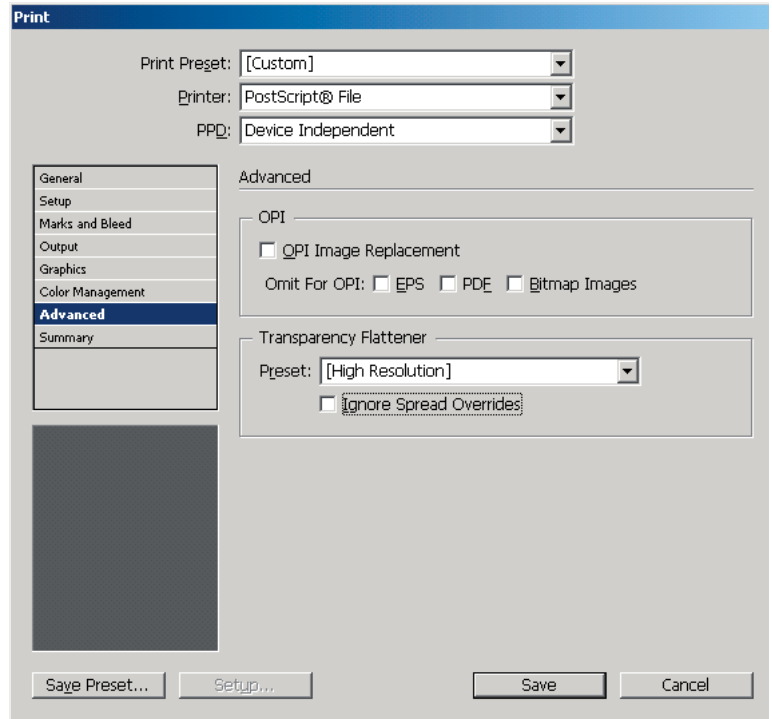 Print
Print Preset: [Custom]
Printer: PostScript® File
PPD: Device Independent
General
Setup
Marks and Bleed
Output
Graphics
Color Management
Advanced
Summary
Advanced
OPI
OPI Image Replacement
Omit For OPI: EPS PDF Bitmap Images
Transparency Flattener
Preset: [High Resolution]
Ignore Spread Overrides
Save Preset... Setup... Save Cancel